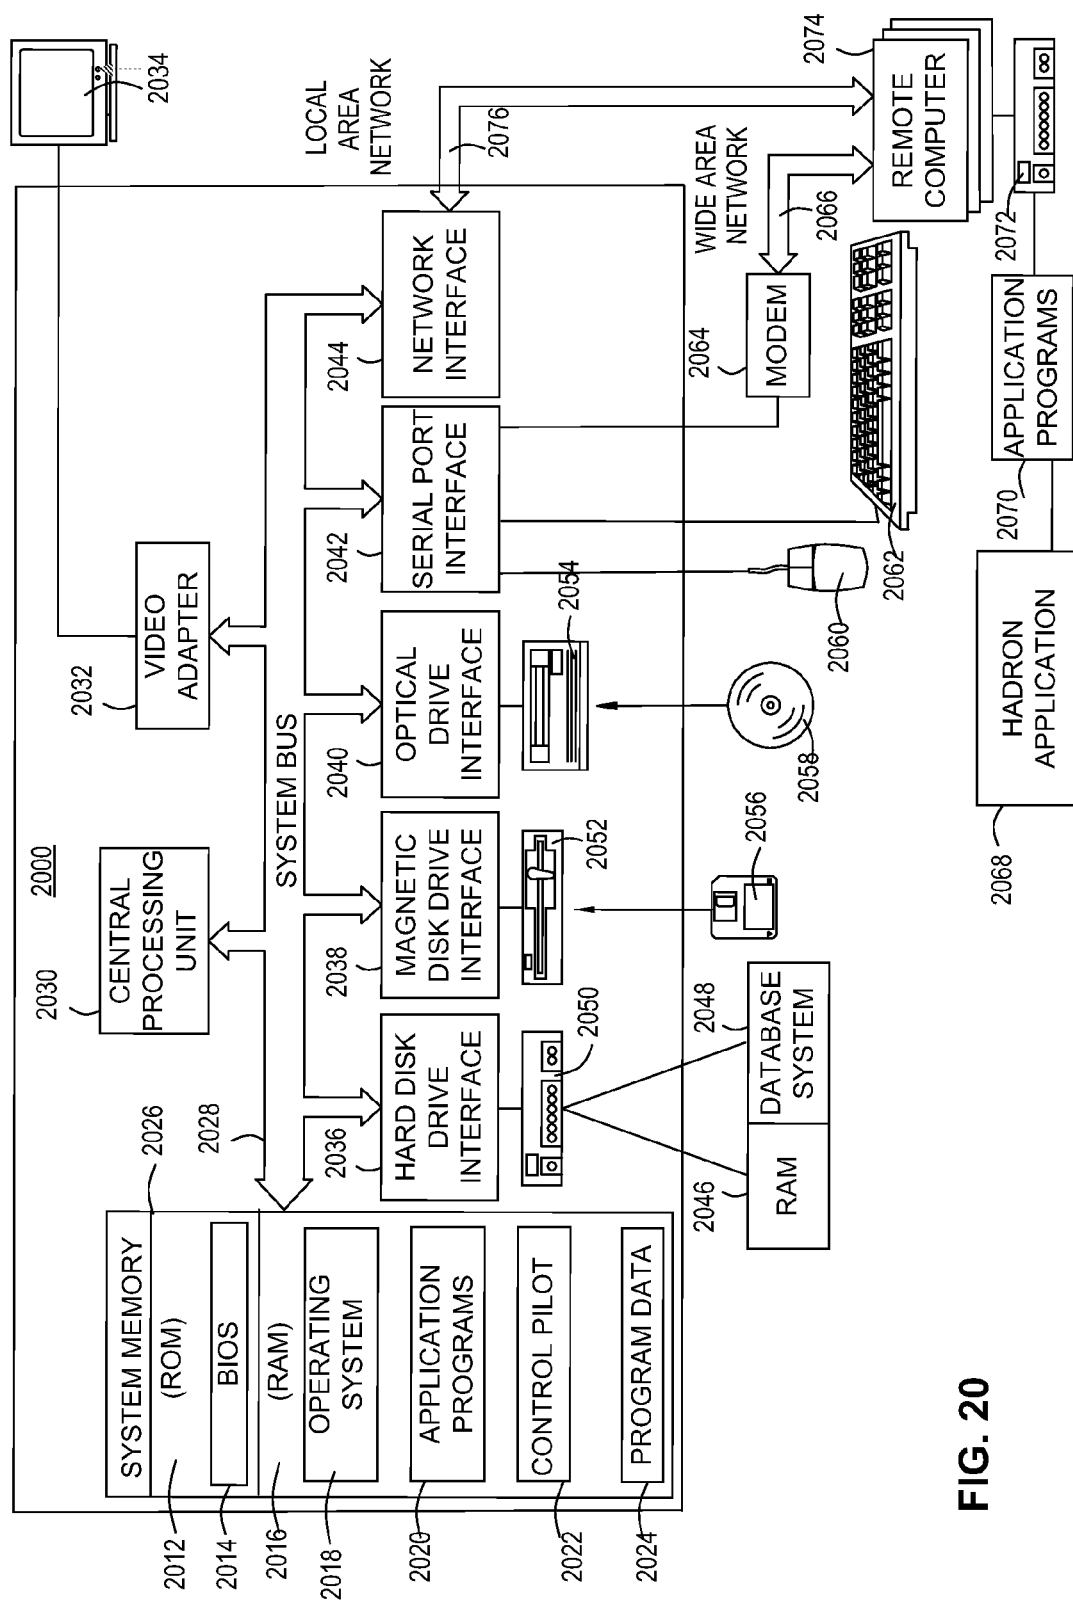 2000
SYSTEM MEMORY
2026
(ROM)
2012
BIOS
2014
(RAM)
2016
OPERATING
SYSTEM
2018
APPLICATION
PROGRAMS
2020
CONTROL PILOT
2022
PROGRAM DATA
2024
2028
2030
CENTRAL
PROCESSING
UNIT
2032
VIDEO
ADAPTER
2034
SYSTEM BUS
2036
HARD DISK
DRIVE
INTERFACE
2038
MAGNETIC
DISK DRIVE
INTERFACE
2040
OPTICAL
DRIVE
INTERFACE
2042
SERIAL PORT
INTERFACE
2044
NETWORK
INTERFACE
LOCAL
AREA
NETWORK
2076
2050
2052
2054
2046
RAM
2048
DATABASE
SYSTEM
2056
2058
2060
2062
2064
MODEM
WIDE AREA
NETWORK
2066
2074
REMOTE
COMPUTER
2072
2070
APPLICATION
PROGRAMS
2068
HADRON
APPLICATION
FIG. 20